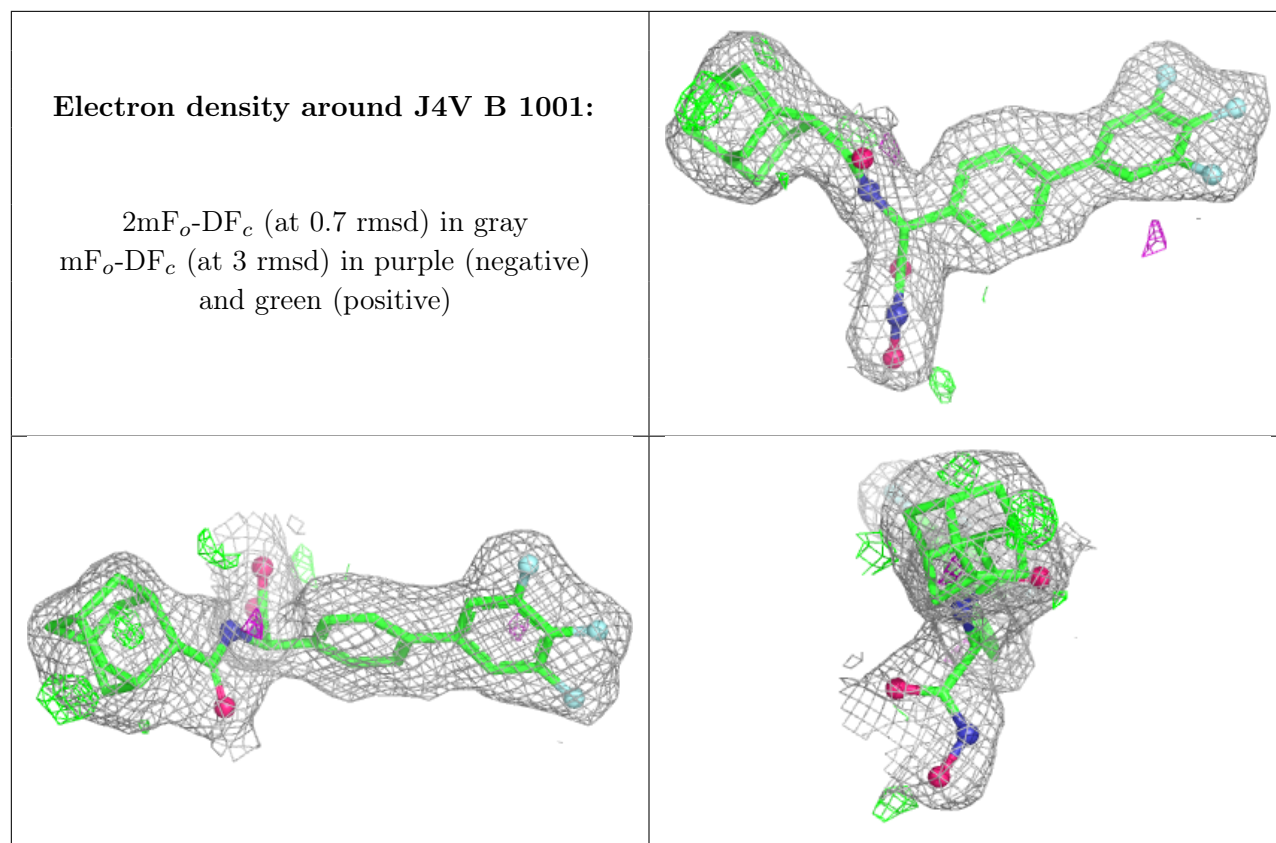 Electron density around J4V B 1001:
2mFo-DFc (at 0.7 rmsd) in gray
mFo-DFc (at 3 rmsd) in purple (negative)
and green (positive)